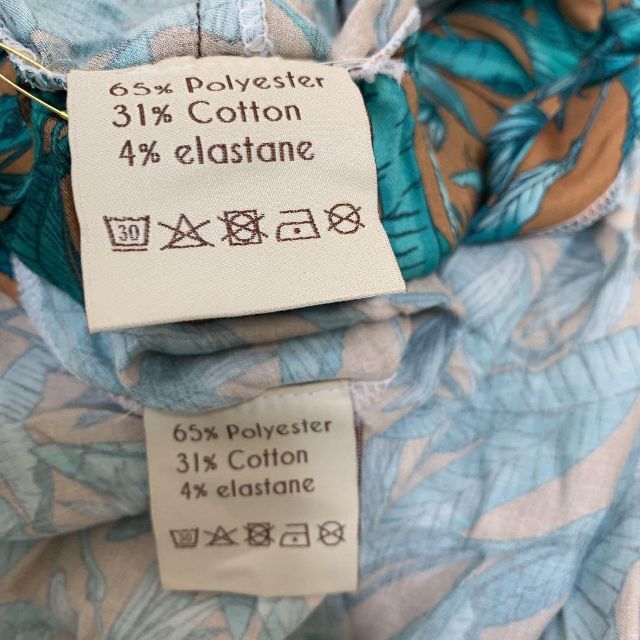 65% Polyester
31% Cotton
4% elastane
30
65% Polyester
31% Cotton
4% elastane
30